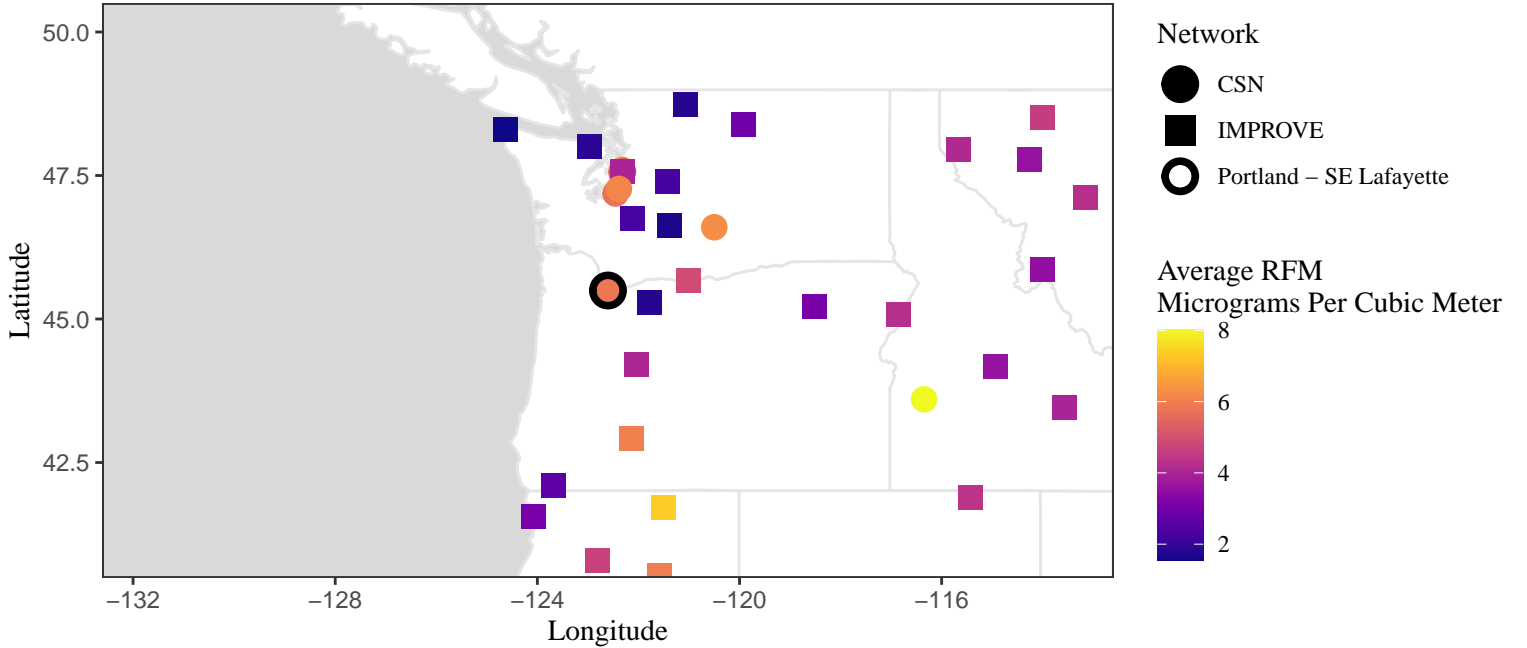 50.0
47.5
45.0
42.5
Latitude
−132
−128
−124
−120
−116
Longitude
Network
CSN
IMPROVE
Portland − SE Lafayette
Average RFM
Micrograms Per Cubic Meter
8
6
4
2